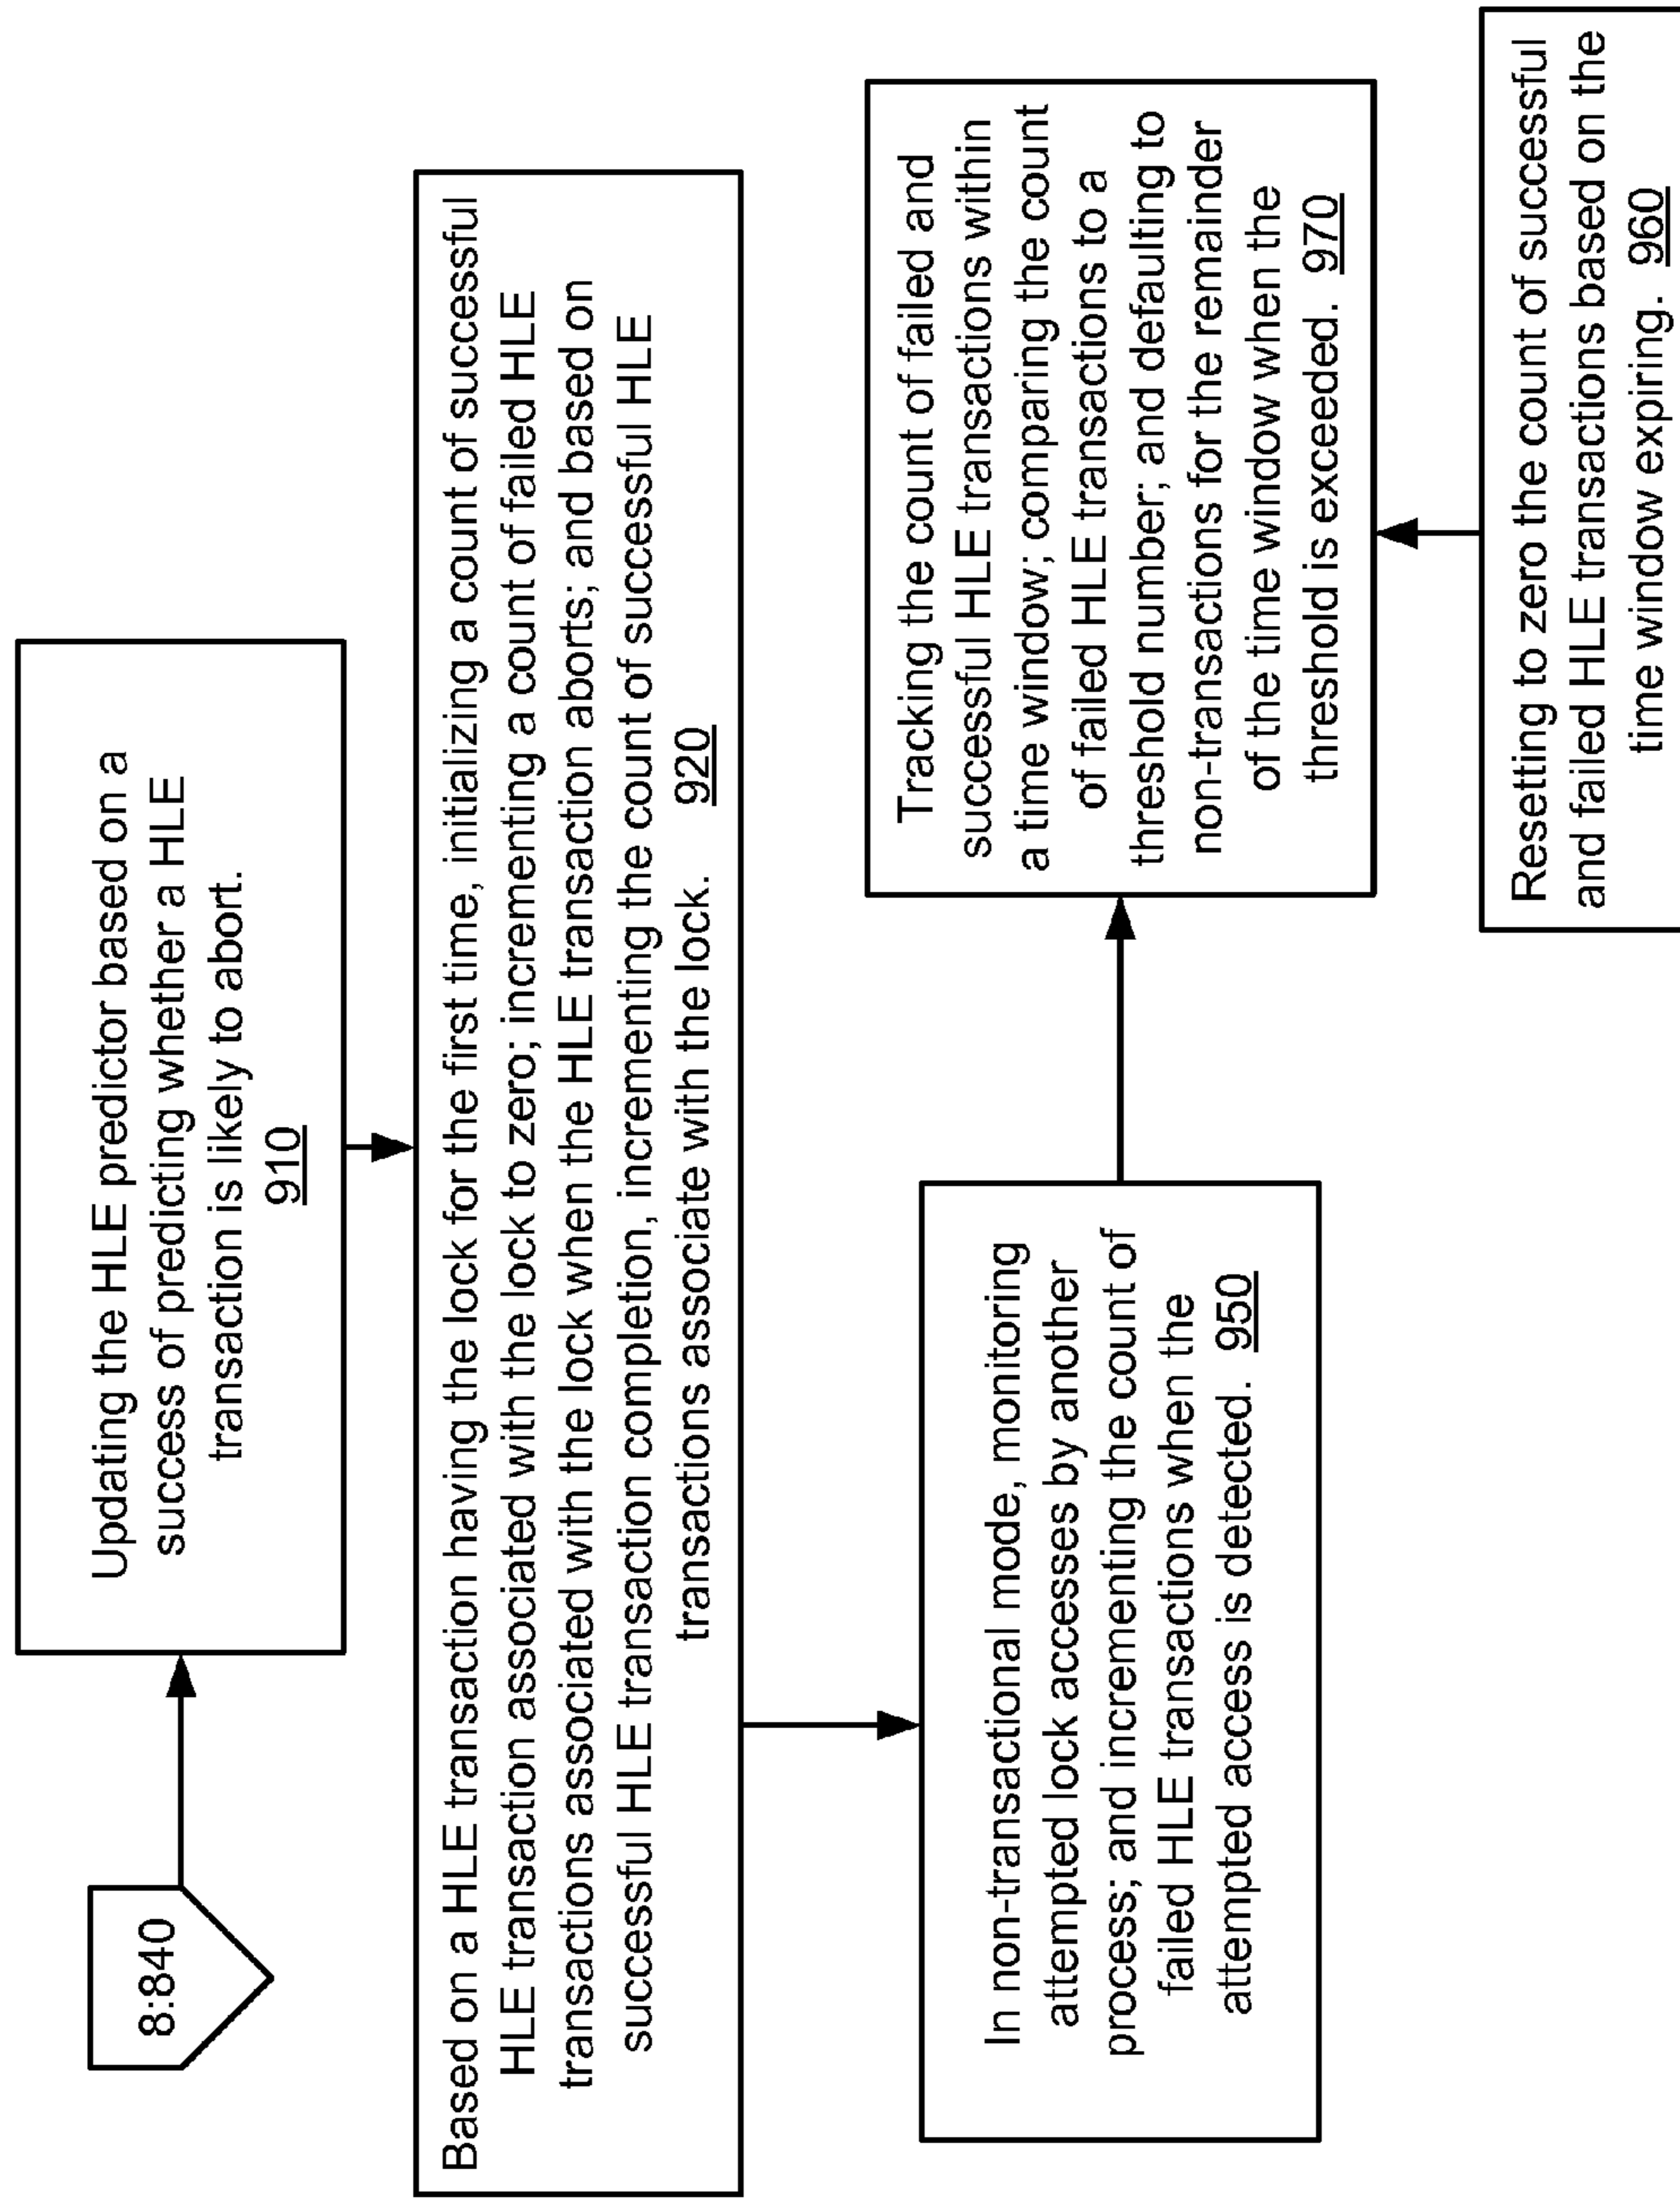 8:840
Updating the HLE predictor based on a
success of predicting whether a HLE
transaction is likely to abort.
910
Based on a HLE transaction having the lock for the first time, initializing a count of successful
HLE transaction associated with the lock to zero; incrementing a count of failed HLE
transactions associated with the lock when the HLE transaction aborts; and based on
successful HLE transaction completion, incrementing the count of successful HLE
transactions associate with the lock. 920
In non-transactional mode, monitoring
attempted lock accesses by another
process; and incrementing the count of
failed HLE transactions when the
attempted access is detected. 950
Tracking the count of failed and
successful HLE transactions within
a time window; comparing the count
of failed HLE transactions to a
threshold number; and defaulting to
non-transactions for the remainder
of the time window when the
threshold is exceeded. 970
Resetting to zero the count of successful
and failed HLE transactions based on the
time window expiring. 960